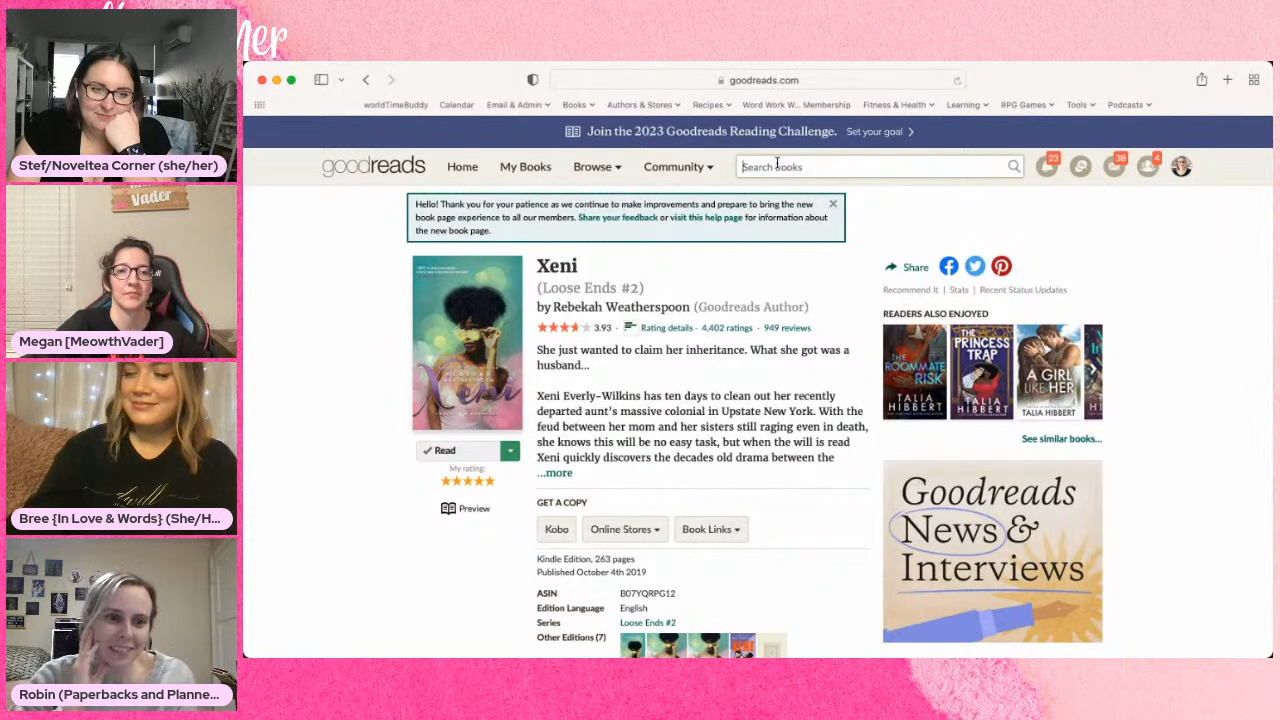 Mer
Stef/Noveltea Corner (she/her)
Megan [MeowthVader]
Bree {In Love & Words} (She/H...
Robin (Paperbacks and Planne...
goodreads.com
worldTimeBuddy Calendar Email & Admin Books Authors & Stores Recipes Word Work W... Membership Fitness & Health Learning RPG Games Tools Podcasts
Join the 2023 Goodreads Reading Challenge. Set your goal
goodreads Home My Books Browse Community Search books 23 38 4
Hello! Thank you for your patience as we continue to make improvements and prepare to bring the new
book page experience to all our members. Share your feedback or visit this help page for information about
the new book page.
Xeni
Xeni
(Loose Ends #2)
by Rebekah Weatherspoon (Goodreads Author)
3.93 · Rating details · 4,402 ratings · 949 reviews
She just wanted to claim her inheritance. What she got was a
husband...
Xeni Everly-Wilkins has ten days to clean out her recently
departed aunt's massive colonial in Upstate New York. With the
feud between her mom and her sisters still raging even in death,
she knows this will be no easy task, but when the will is read
Xeni quickly discovers the decades old drama between the
...more
Read
My rating:
Preview
GET A COPY
Kobo Online Stores Book Links
Kindle Edition, 263 pages
Published October 4th 2019
ASIN B07YQRPG12
Edition Language English
Series Loose Ends #2
Other Editions (7)
Share
Recommend It | Stats | Recent Status Updates
READERS ALSO ENJOYED
THE
ROOMMATE
RISK
TALIA
HIBBERT
THE
PRINCESS
TRAP
TALIA
HIBBERT
A GIRL
LIKE HER
TALIA HIBBERT
See similar books...
Goodreads
News &
Interviews